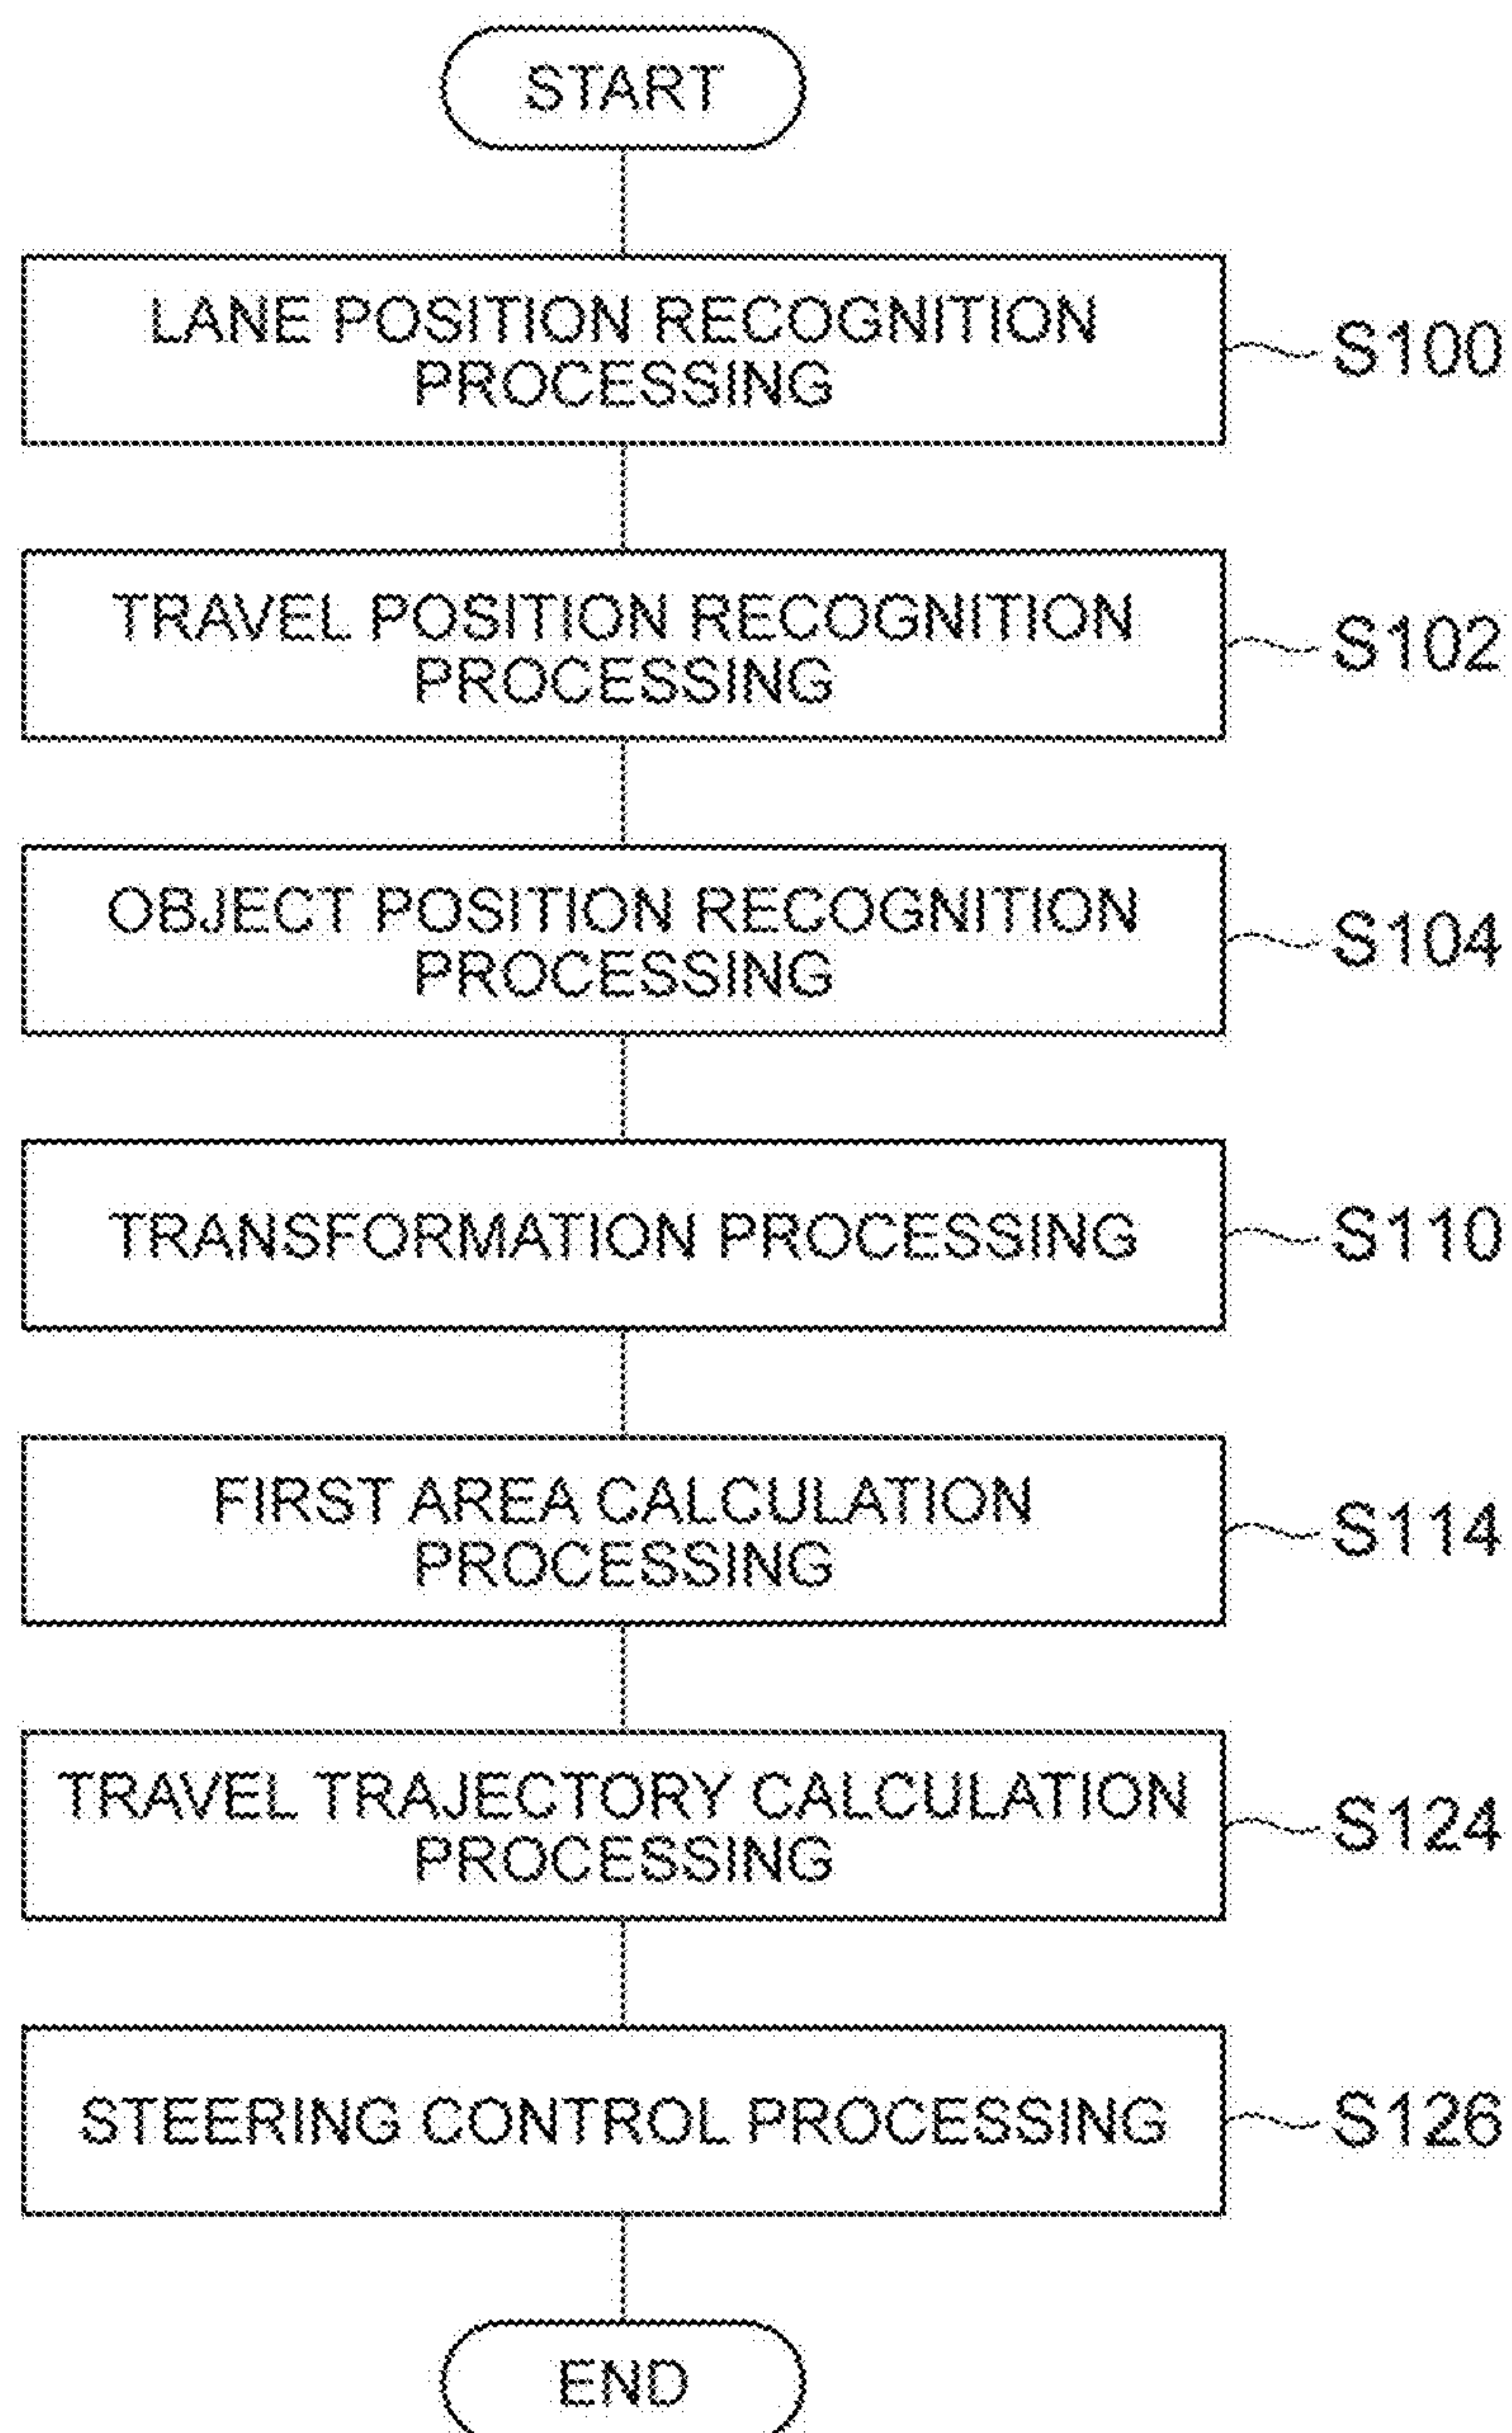 START
LANE POSITION RECOGNITION
PROCESSING
S100
TRAVEL POSITION RECOGNITION
PROCESSING
S102
OBJECT POSITION RECOGNITION
PROCESSING
S104
TRANSFORMATION PROCESSING
S110
FIRST AREA CALCULATION
PROCESSING
S114
TRAVEL TRAJECTORY CALCULATION
PROCESSING
S124
STEERING CONTROL PROCESSING
S126
END